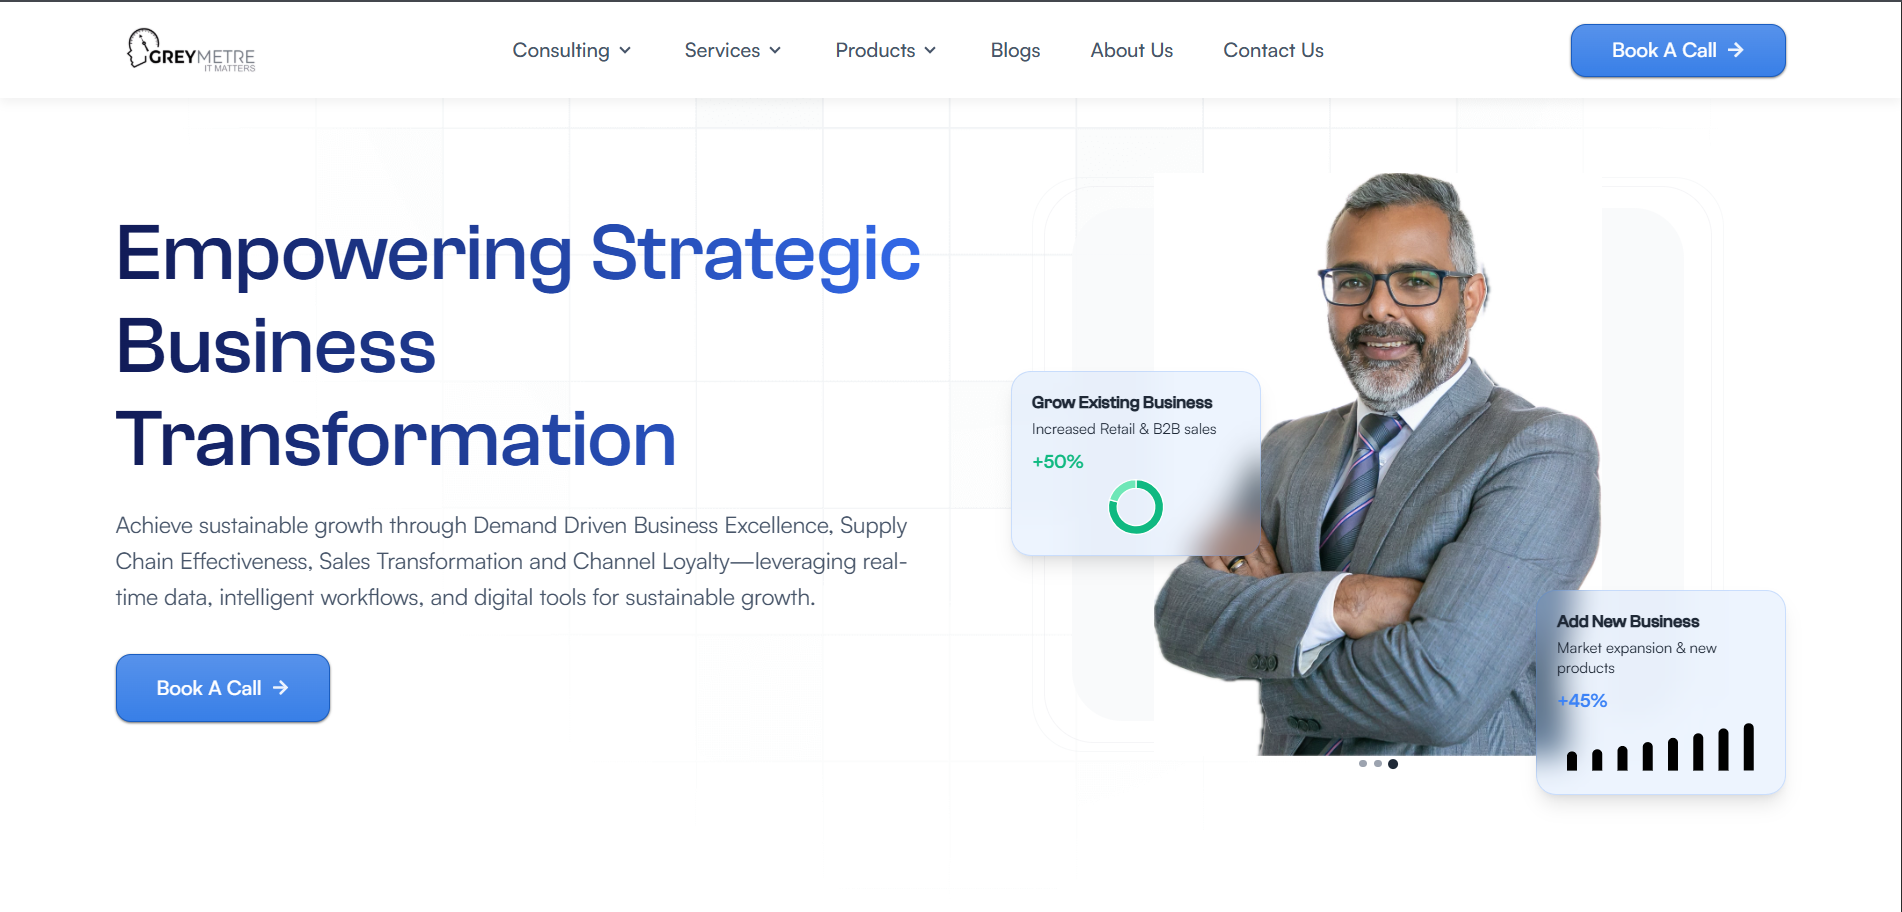 GREYMETRE
IT MATTERS
Consulting
Services
Products
Blogs
About Us
Contact Us
Book A Call
Empowering Strategic
Business
Transformation
Achieve sustainable growth through Demand Driven Business Excellence, Supply
Chain Effectiveness, Sales Transformation and Channel Loyalty—leveraging real-
time data, intelligent workflows, and digital tools for sustainable growth.
Book A Call
Grow Existing Business
Increased Retail & B2B sales
+50%
Add New Business
Market expansion & new
products
+45%